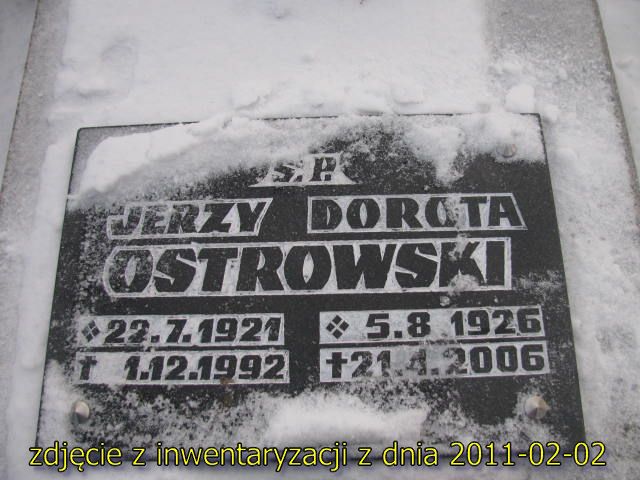 Ś.P.
JERZY DOROTA
OSTROWSKI
22.7.1921 5.8 1926
† 1.12.1992 †21.4.2006
zdjęcie z inwentaryzacji z dnia 2011-02-02